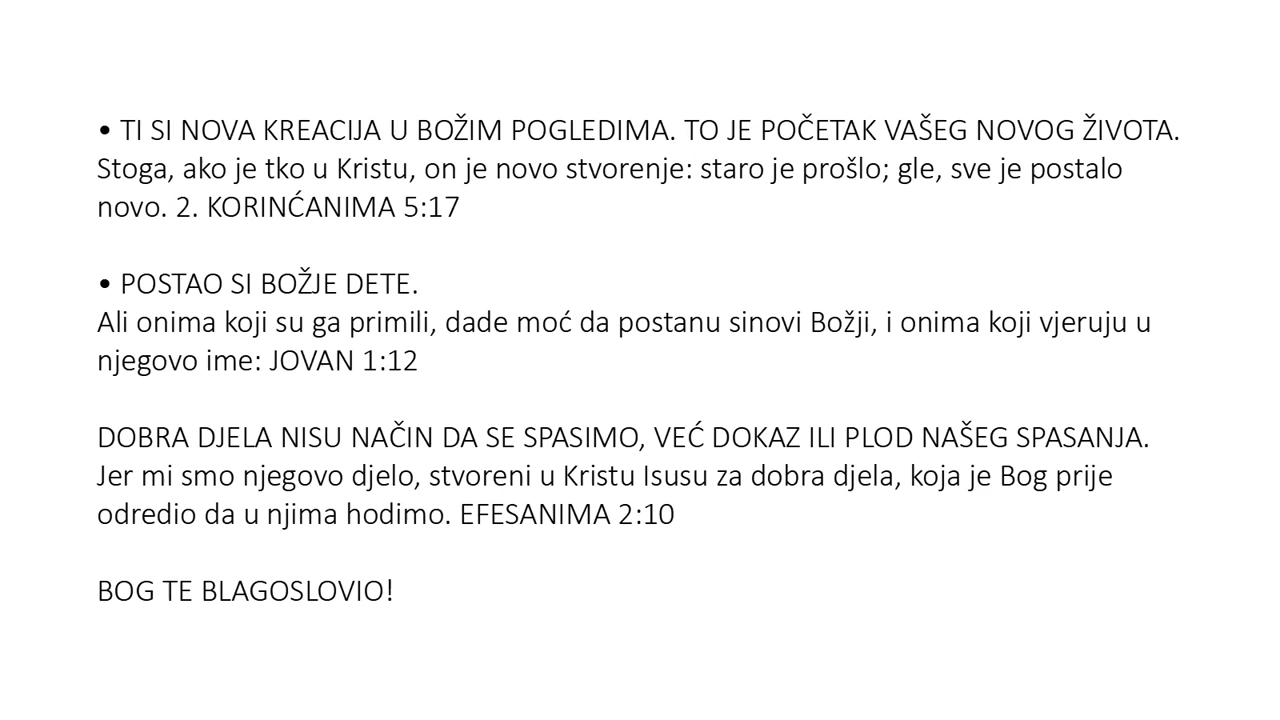 • TI SI NOVA KREACIJA U BOŽIM POGLEDIMA. TO JE POČETAK VAŠEG NOVOG ŽIVOTA.
Stoga, ako je tko u Kristu, on je novo stvorenje: staro je prošlo; gle, sve je postalo
novo. 2. KORINĆANIMA 5:17
• POSTAO SI BOŽJE DETE.
Ali onima koji su ga primili, dade moć da postanu sinovi Božji, i onima koji vjeruju u
njegovo ime: JOVAN 1:12
DOBRA DJELA NISU NAČIN DA SE SPASIMO, VEĆ DOKAZ ILI PLOD NAŠEG SPASANJA.
Jer mi smo njegovo djelo, stvoreni u Kristu Isusu za dobra djela, koja je Bog prije
odredio da u njima hodimo. EFESANIMA 2:10
BOG TE BLAGOSLOVIO!